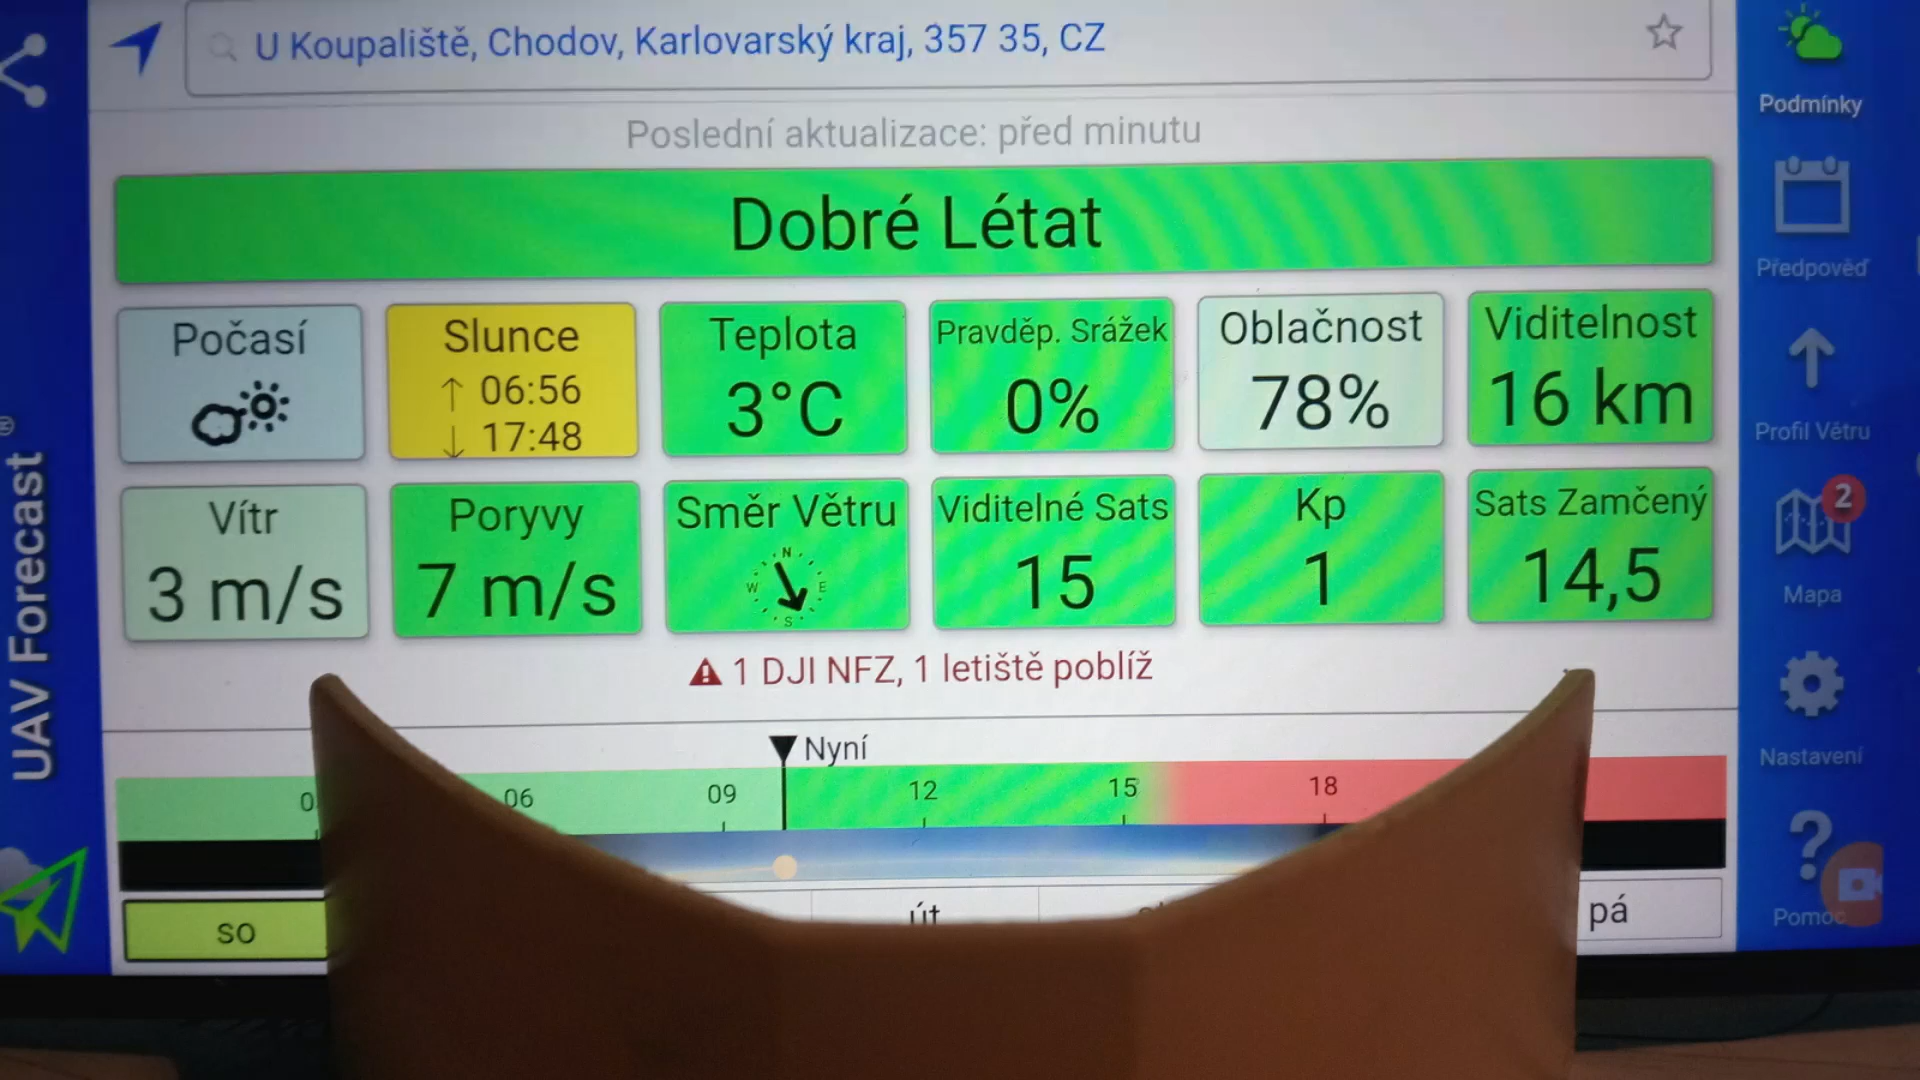 U Koupaliště, Chodov, Karlovarský kraj, 357 35, CZ
Poslední aktualizace: před minutu
Dobré Létat
Počasí
Slunce
↑ 06:56
↓ 17:48
Teplota
3°C
Pravděp. Srážek
0%
Oblačnost
78%
Viditelnost
16 km
Vítr
3 m/s
Poryvy
7 m/s
Směr Větru
N
W E
S
Viditelné Sats
15
Kp
1
Sats Zamčený
14,5
1 DJI NFZ, 1 letiště poblíž
Nyní
06 09 12 15 18
so út pá
Podmínky
Předpověď
Profil Větru
2
Mapa
Nastavení
?
Pomoc
UAV Forecast®